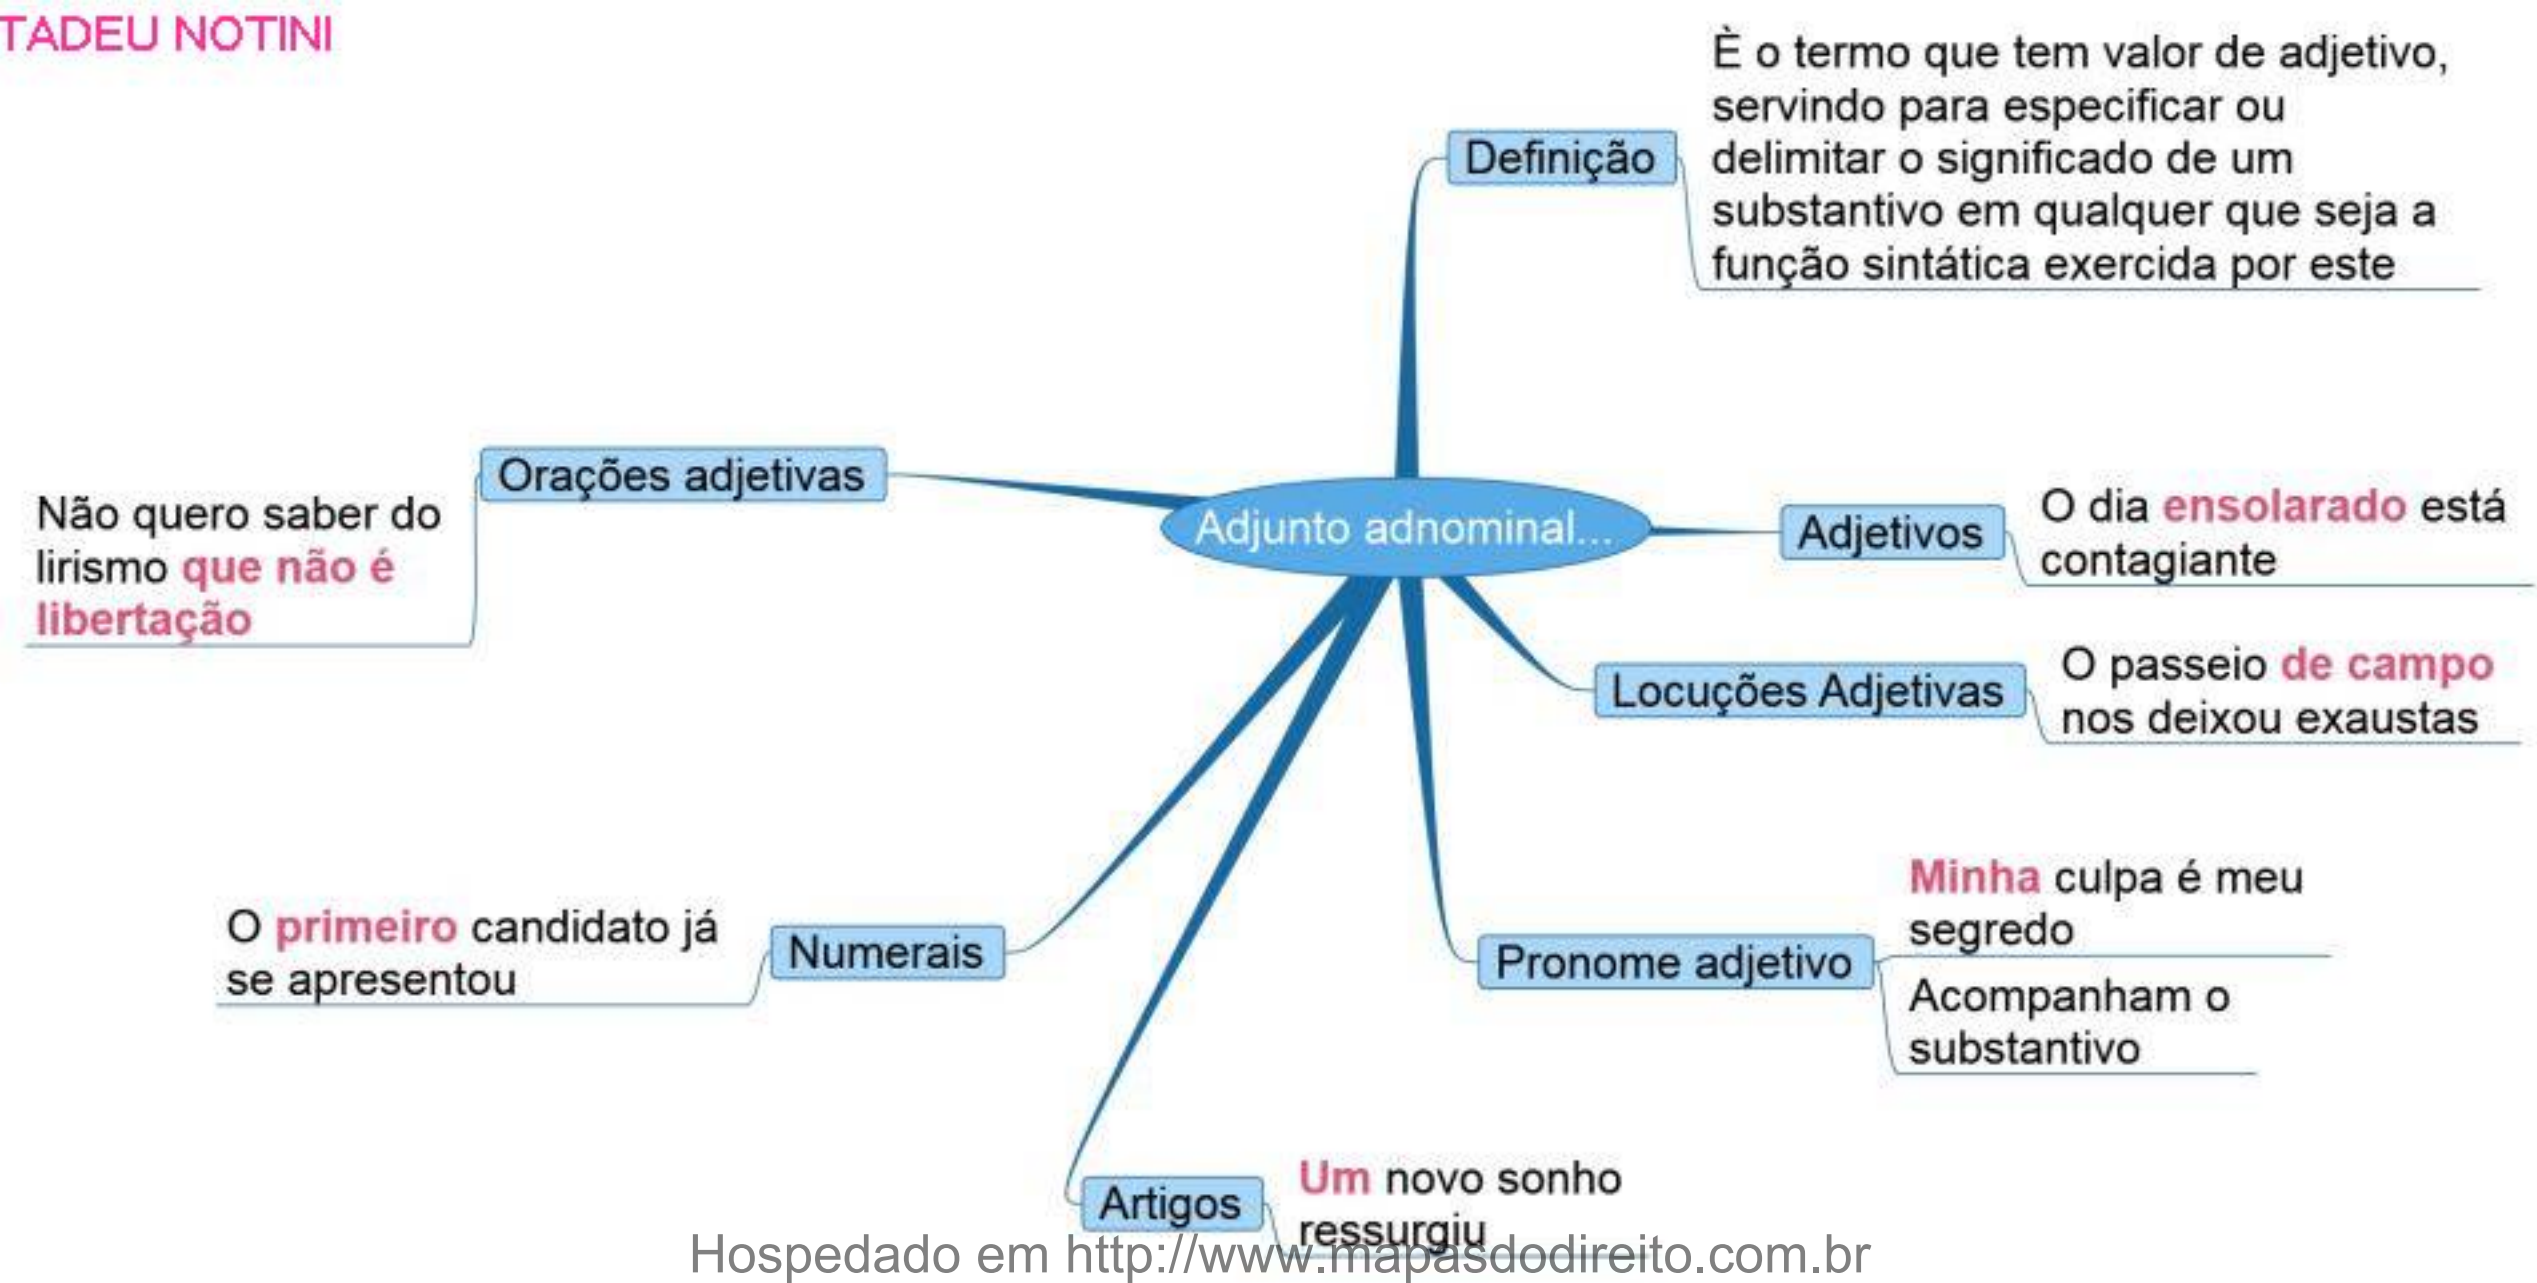 TADEU NOTINI
È o termo que tem valor de adjetivo,
servindo para especificar ou
delimitar o significado de um
substantivo em qualquer que seja a
função sintática exercida por este
Definição
Adjunto adnominal...
Orações adjetivas
Não quero saber do
lirismo que não é
libertação
Adjetivos
O dia ensolarado está
contagiante
Locuções Adjetivas
O passeio de campo
nos deixou exaustas
Pronome adjetivo
Minha culpa é meu
segredo
Acompanham o
substantivo
Numerais
O primeiro candidato já
se apresentou
Artigos
Um novo sonho
ressurgiu
Hospedado em http://www.mapasdodireito.com.br